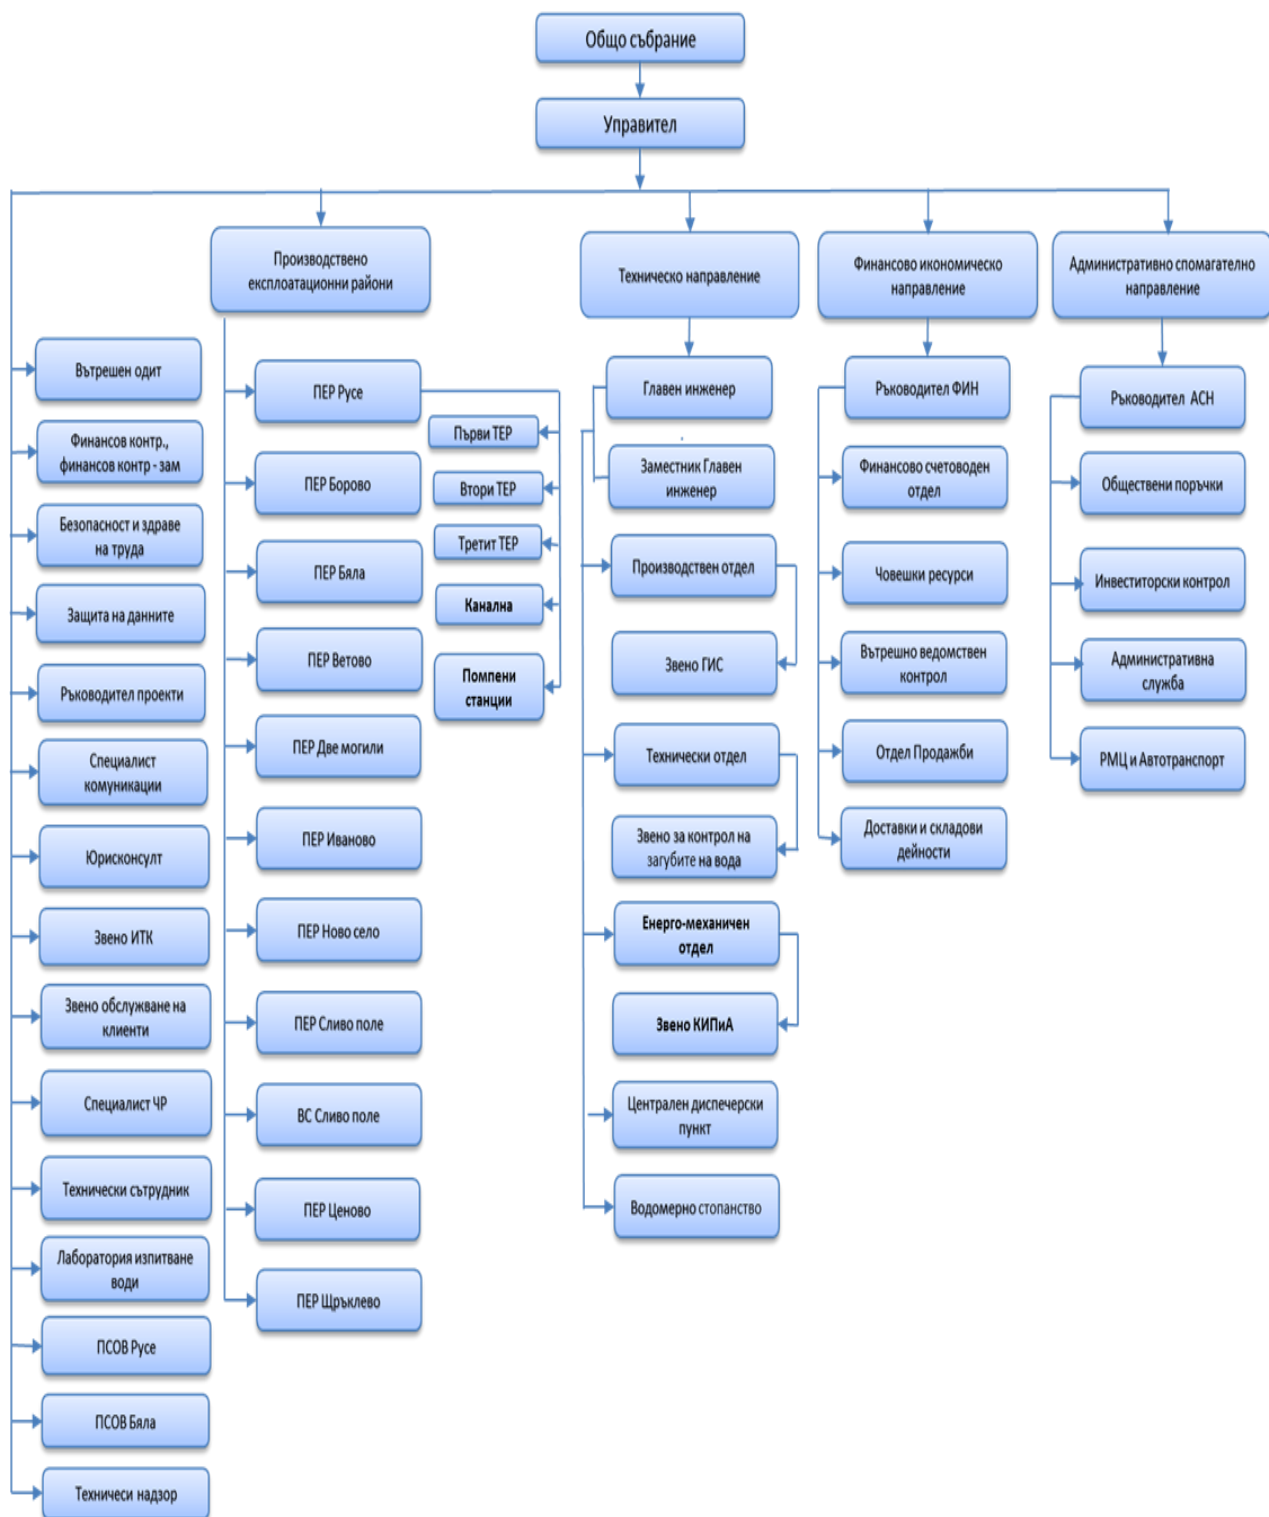 Общо събрание
Управител
Производствено
експлоатационни райони
Техническо направление
Финансово икономическо
направление
Административно спомагателно
направление
Вътрешен одит
Финансов контр.,
финансов контр - зам
Безопасност и здраве
на труда
Защита на данните
Ръководител проекти
Специалист
комуникации
Юрисконсулт
Звено ИТК
Звено обслужване на
клиенти
Специалист ЧР
Технически сътрудник
Лаборатория изпитване
води
ПСОВ Русе
ПСОВ Бяла
Техничеси надзор
ПЕР Русе
ПЕР Борово
ПЕР Бяла
ПЕР Ветово
ПЕР Две могили
ПЕР Иваново
ПЕР Ново село
ПЕР Сливо поле
ВС Сливо поле
ПЕР Ценово
ПЕР Щръклево
Първи ТЕР
Втори ТЕР
Третит ТЕР
Канална
Помпени
станции
Главен инженер
Заместник Главен
инженер
Производствен отдел
Звено ГИС
Технически отдел
Звено за контрол на
загубите на вода
Енерго-механичен
отдел
Звено КИПиА
Централен диспечерски
пункт
Водомерно стопанство
Ръководител ФИН
Финансово счетоводен
отдел
Човешки ресурси
Вътрешно ведомствен
контрол
Отдел Продажби
Доставки и складови
дейности
Ръководител АСН
Обществени поръчки
Инвеститорски контрол
Административна
служба
РМЦ и Автотранспорт